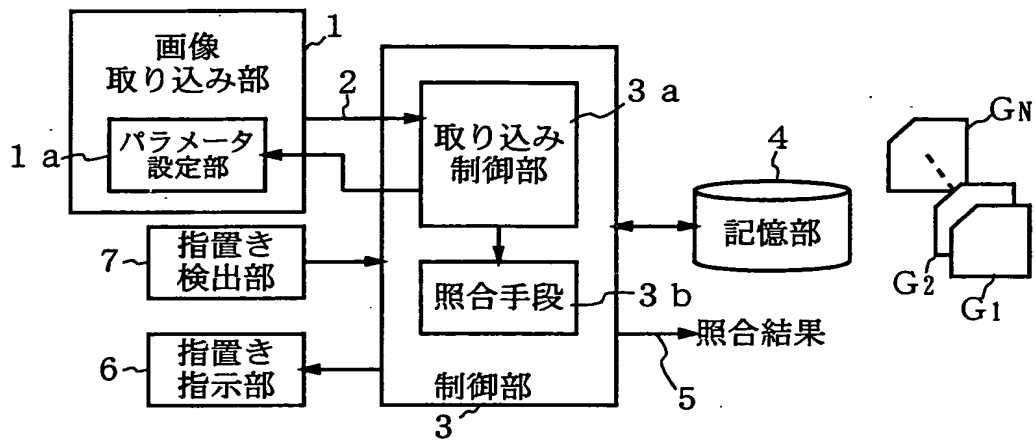 画像
取り込み部
1
1a
パラメータ
設定部
2
取り込み
制御部
3a
4
記憶部
GN
G2
G1
7
指置き
検出部
照合手段
3b
照合結果
5
6
指置き
指示部
制御部
3